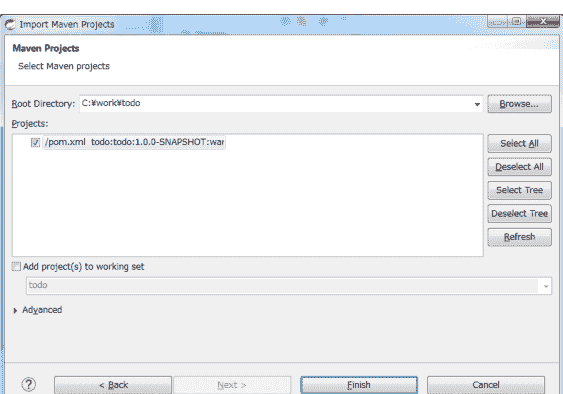 Import Maven Projects
Maven Projects
Select Maven projects
Root Directory: C:¥work¥todo
Browse...
Projects:
/pom.xml todo:todo:1.0.0-SNAPSHOT:war
Select All
Deselect All
Select Tree
Deselect Tree
Refresh
Add project(s) to working set
todo
Advanced
? < Back Next > Finish Cancel